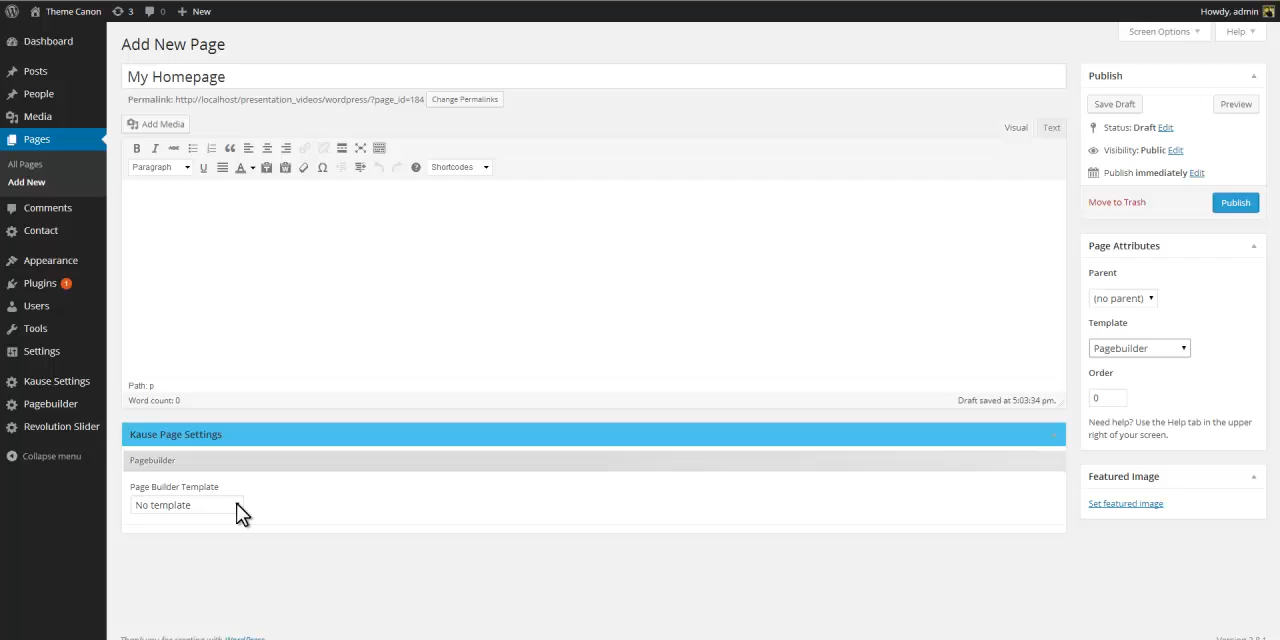 Theme Canon 3 0 New Howdy, admin
Screen Options Help
Dashboard
Posts
People
Media
Pages
All Pages
Add New
Comments
Contact
Appearance
Plugins 1
Users
Tools
Settings
Kause Settings
Pagebuilder
Revolution Slider
Collapse menu
Add New Page
My Homepage
Permalink: http://localhost/presentation_videos/wordpress/?page_id=184 Change Permalinks
Add Media
Visual Text
B I ABC
Paragraph U A T W Ω ? Shortcodes
Path: p
Word count: 0 Draft saved at 5:03:34 pm.
Kause Page Settings
Pagebuilder
Page Builder Template
No template
Publish
Save Draft Preview
Status: Draft Edit
Visibility: Public Edit
Publish immediately Edit
Move to Trash Publish
Page Attributes
Parent
(no parent)
Template
Pagebuilder
Order
0
Need help? Use the Help tab in the upper
right of your screen.
Featured Image
Set featured image